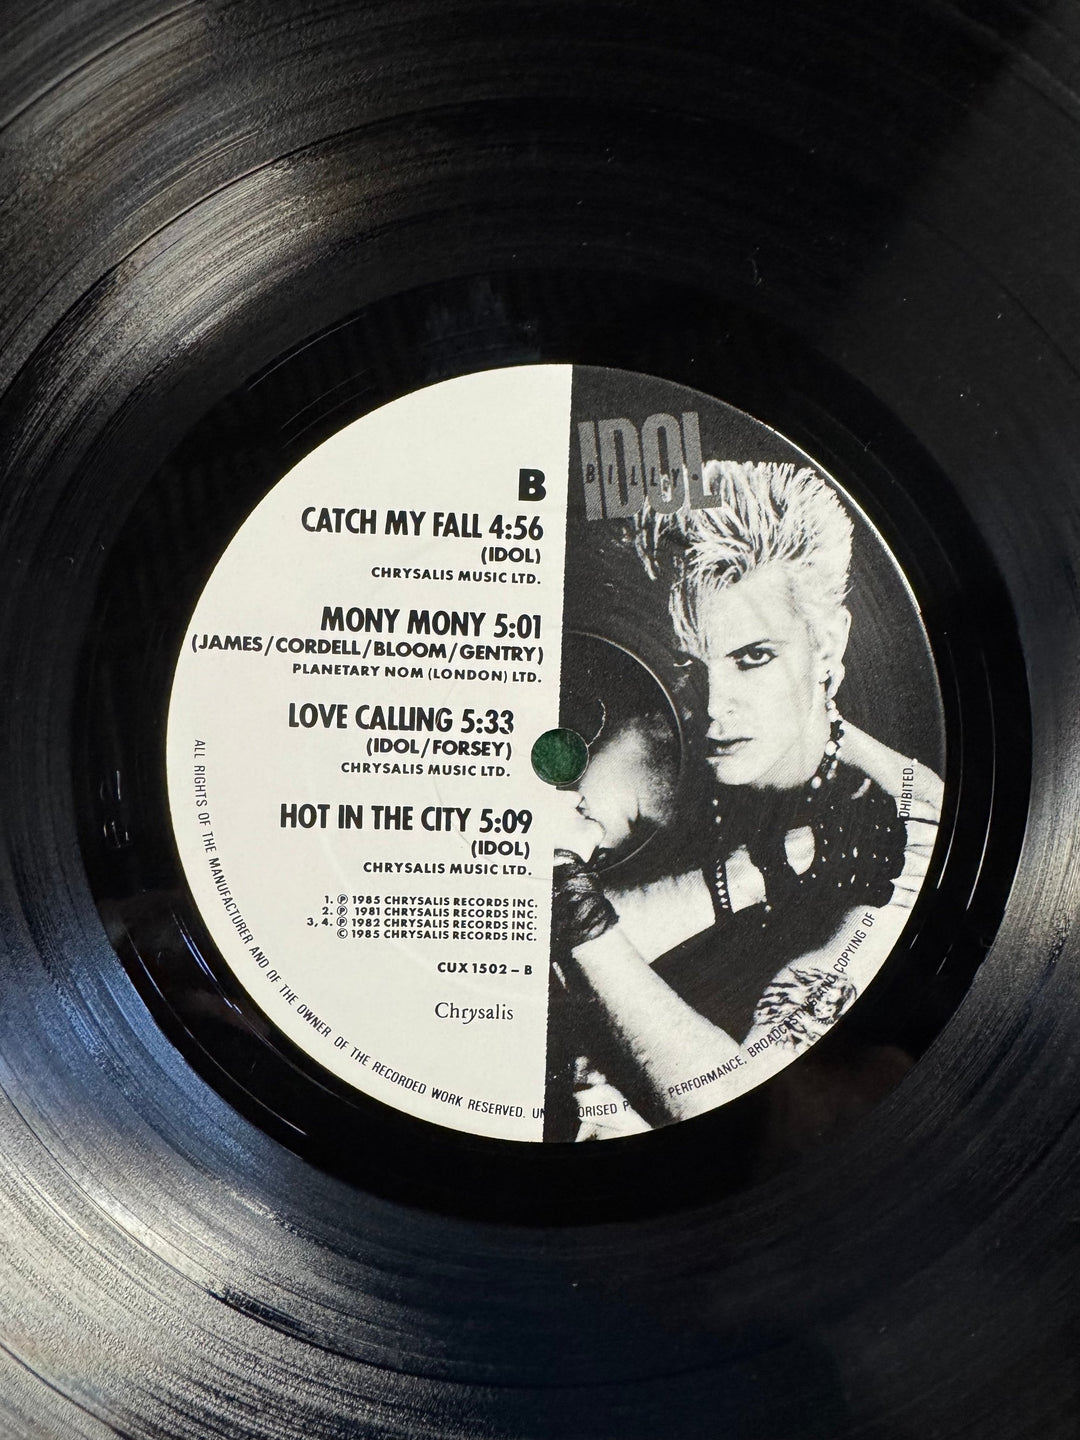 IDOL
BILLY
B
CATCH MY FALL 4:56
(IDOL)
CHRYSALIS MUSIC LTD.
MONY MONY 5:01
(JAMES/CORDELL/BLOOM/GENTRY)
PLANETARY NOM (LONDON) LTD.
LOVE CALLING 5:33
(IDOL/FORSEY)
CHRYSALIS MUSIC LTD.
HOT IN THE CITY 5:09
(IDOL)
CHRYSALIS MUSIC LTD.
1. ℗ 1985 CHRYSALIS RECORDS INC.
2. ℗ 1981 CHRYSALIS RECORDS INC.
3, 4. ℗ 1982 CHRYSALIS RECORDS INC.
© 1985 CHRYSALIS RECORDS INC.
CUX 1502 – B
Chrysalis
ALL RIGHTS OF THE MANUFACTURER AND OF THE OWNER OF THE RECORDED WORK RESERVED. UN ORISED PERFORMANCE, BROADCASTING AND COPYING OF OHIBITED.